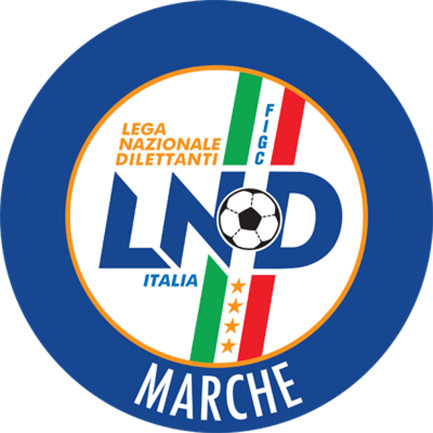 LEGA
NAZIONALE
DILETTANTI
FIGC
LND
ITALIA
MARCHE